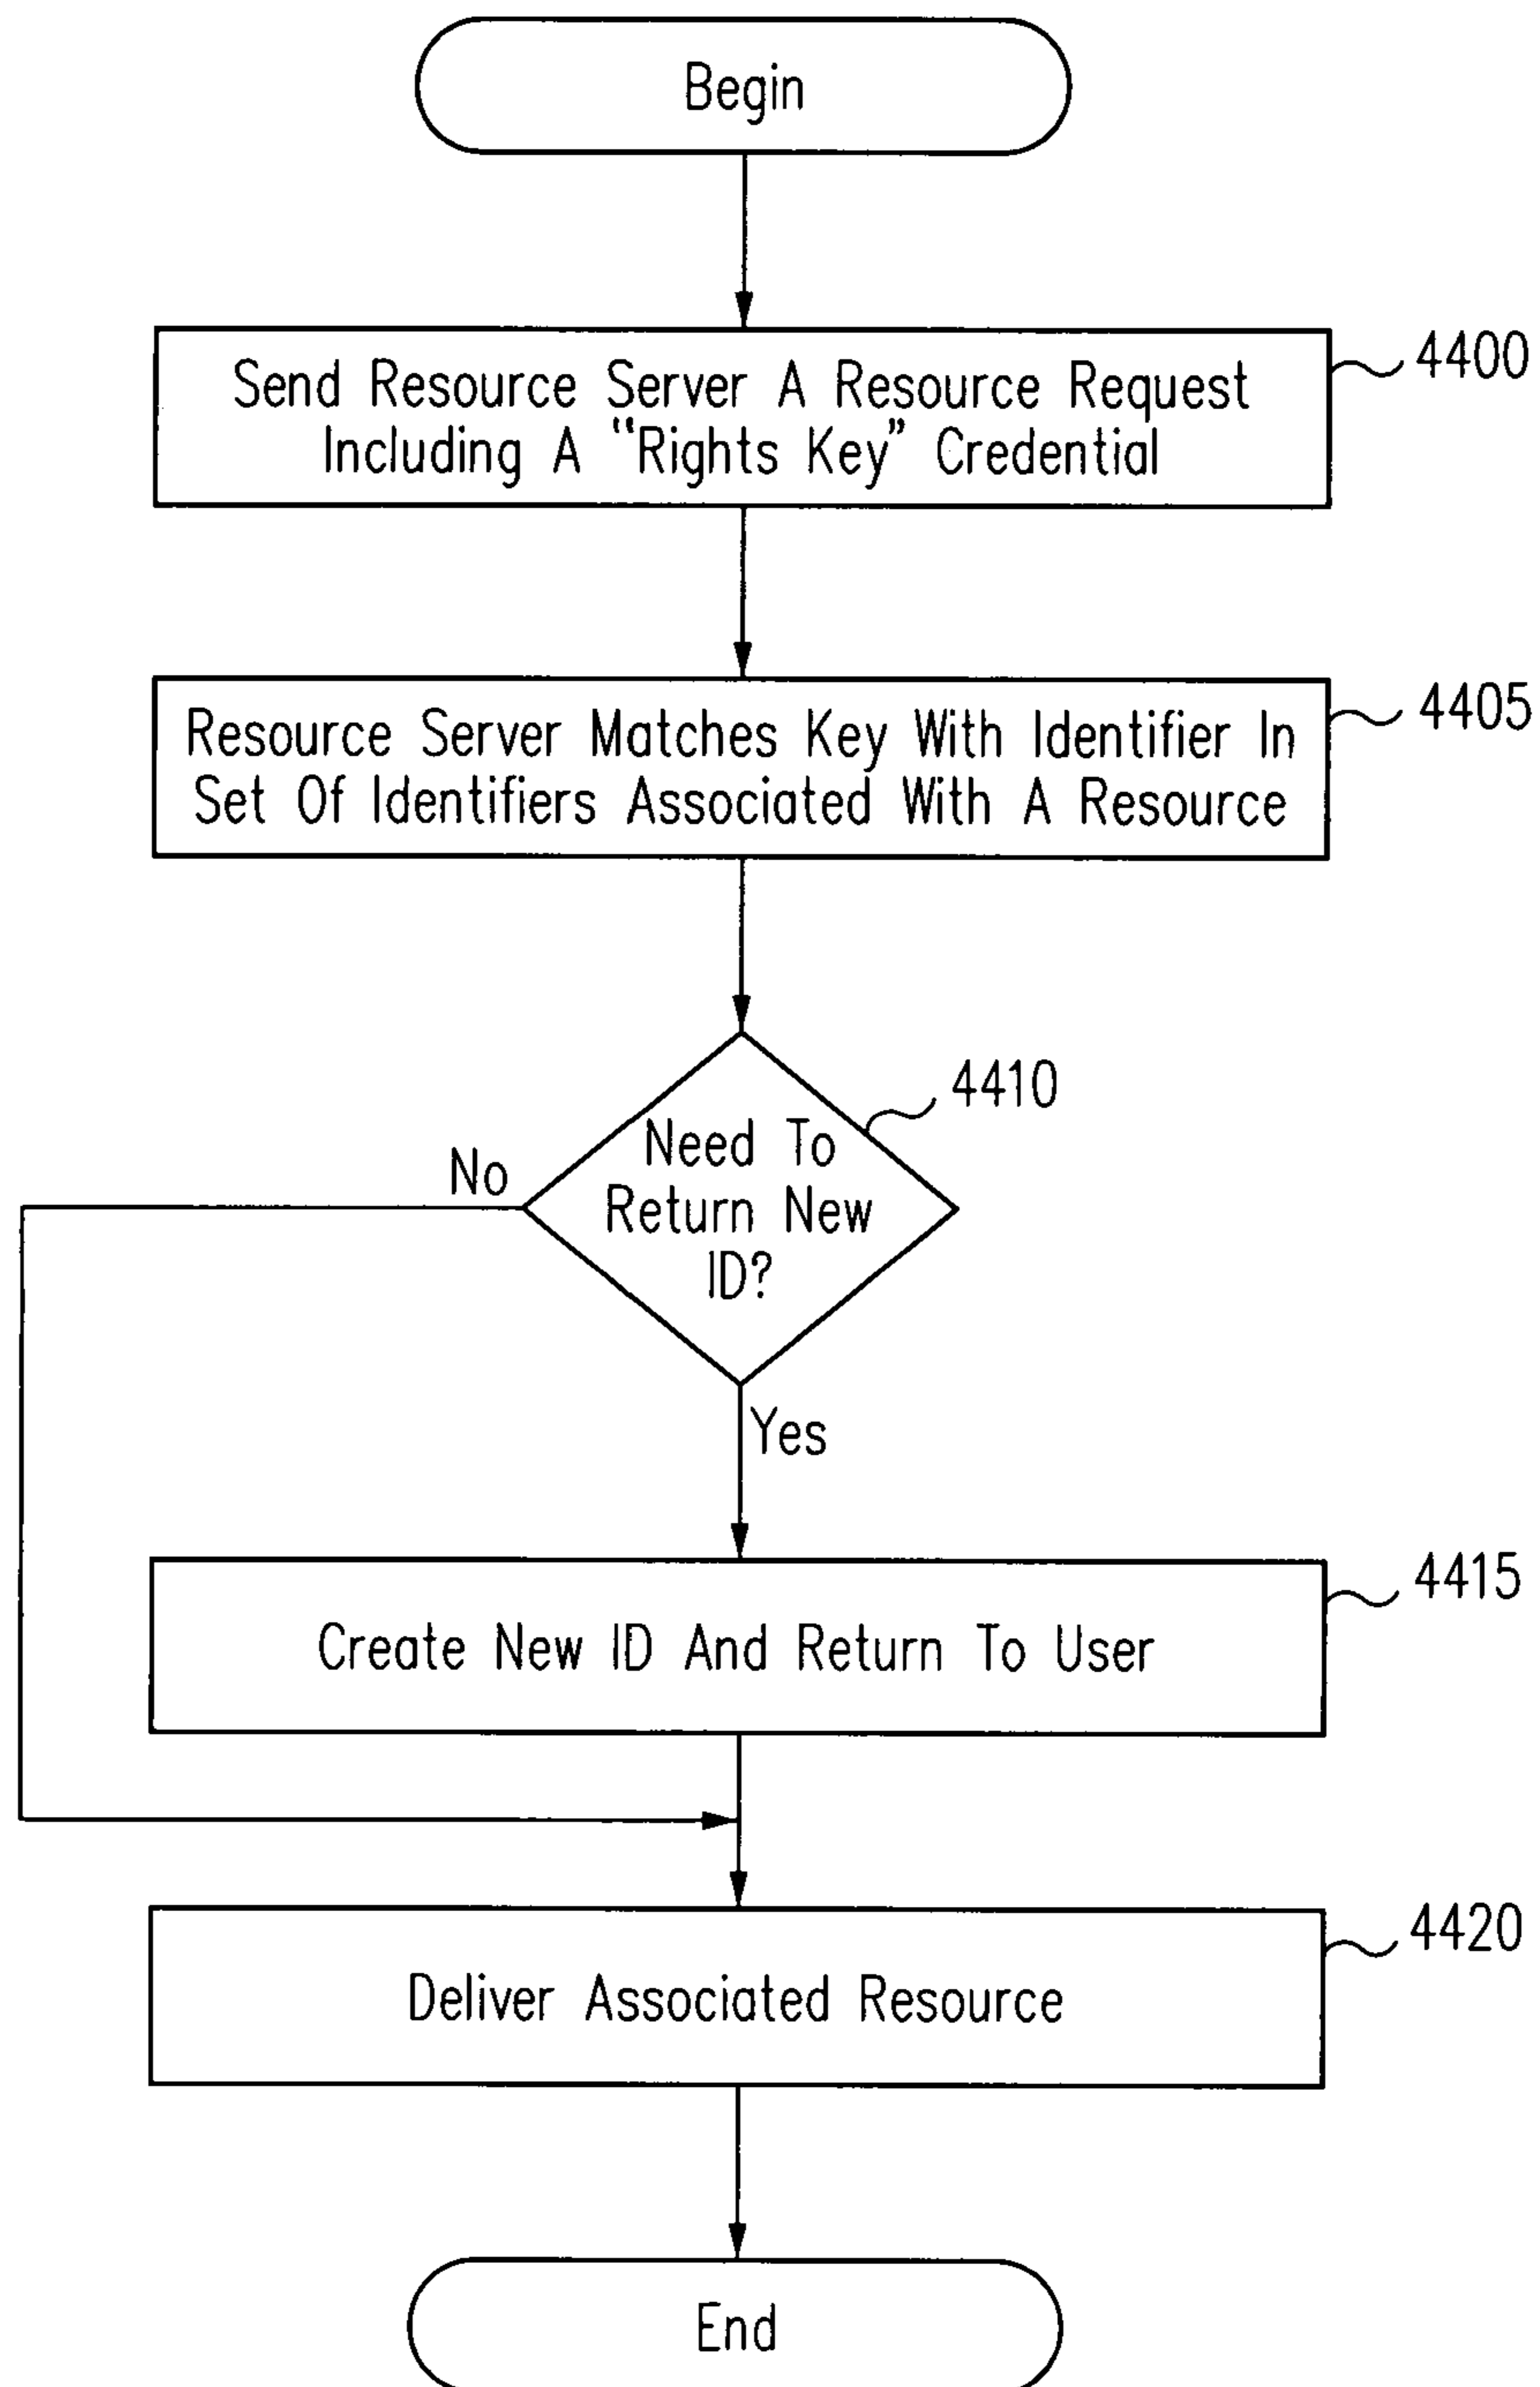 Begin
Send Resource Server A Resource Request
Including A "Rights Key" Credential
4400
Resource Server Matches Key With Identifier In
Set Of Identifiers Associated With A Resource
4405
4410
Need To
Return New
ID?
No
Yes
Create New ID And Return To User
4415
Deliver Associated Resource
4420
End